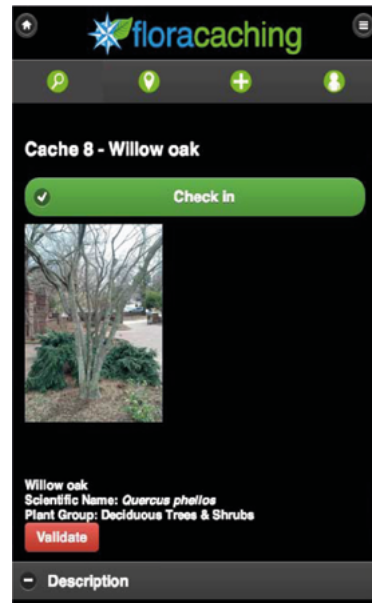 floracaching
Cache 8 - Willow oak
Check in
Willow oak
Scientific Name: Quercus phellos
Plant Group: Deciduous Trees & Shrubs
Validate
Description